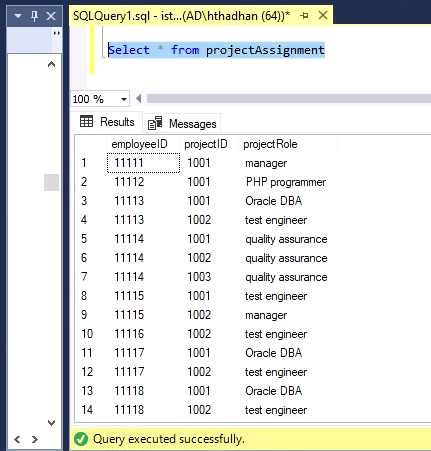 SQLQuery1.sql - ist...(AD\hthadhan (64))*
Select * from projectAssignment
100 %
Results Messages
employeeID projectID projectRole
1 11111 1001 manager
2 11112 1001 PHP programmer
3 11113 1001 Oracle DBA
4 11113 1002 test engineer
5 11114 1001 quality assurance
6 11114 1002 quality assurance
7 11114 1003 quality assurance
8 11115 1001 test engineer
9 11115 1002 manager
10 11116 1002 test engineer
11 11117 1001 Oracle DBA
12 11117 1002 test engineer
13 11118 1001 Oracle DBA
14 11118 1002 test engineer
Query executed successfully.